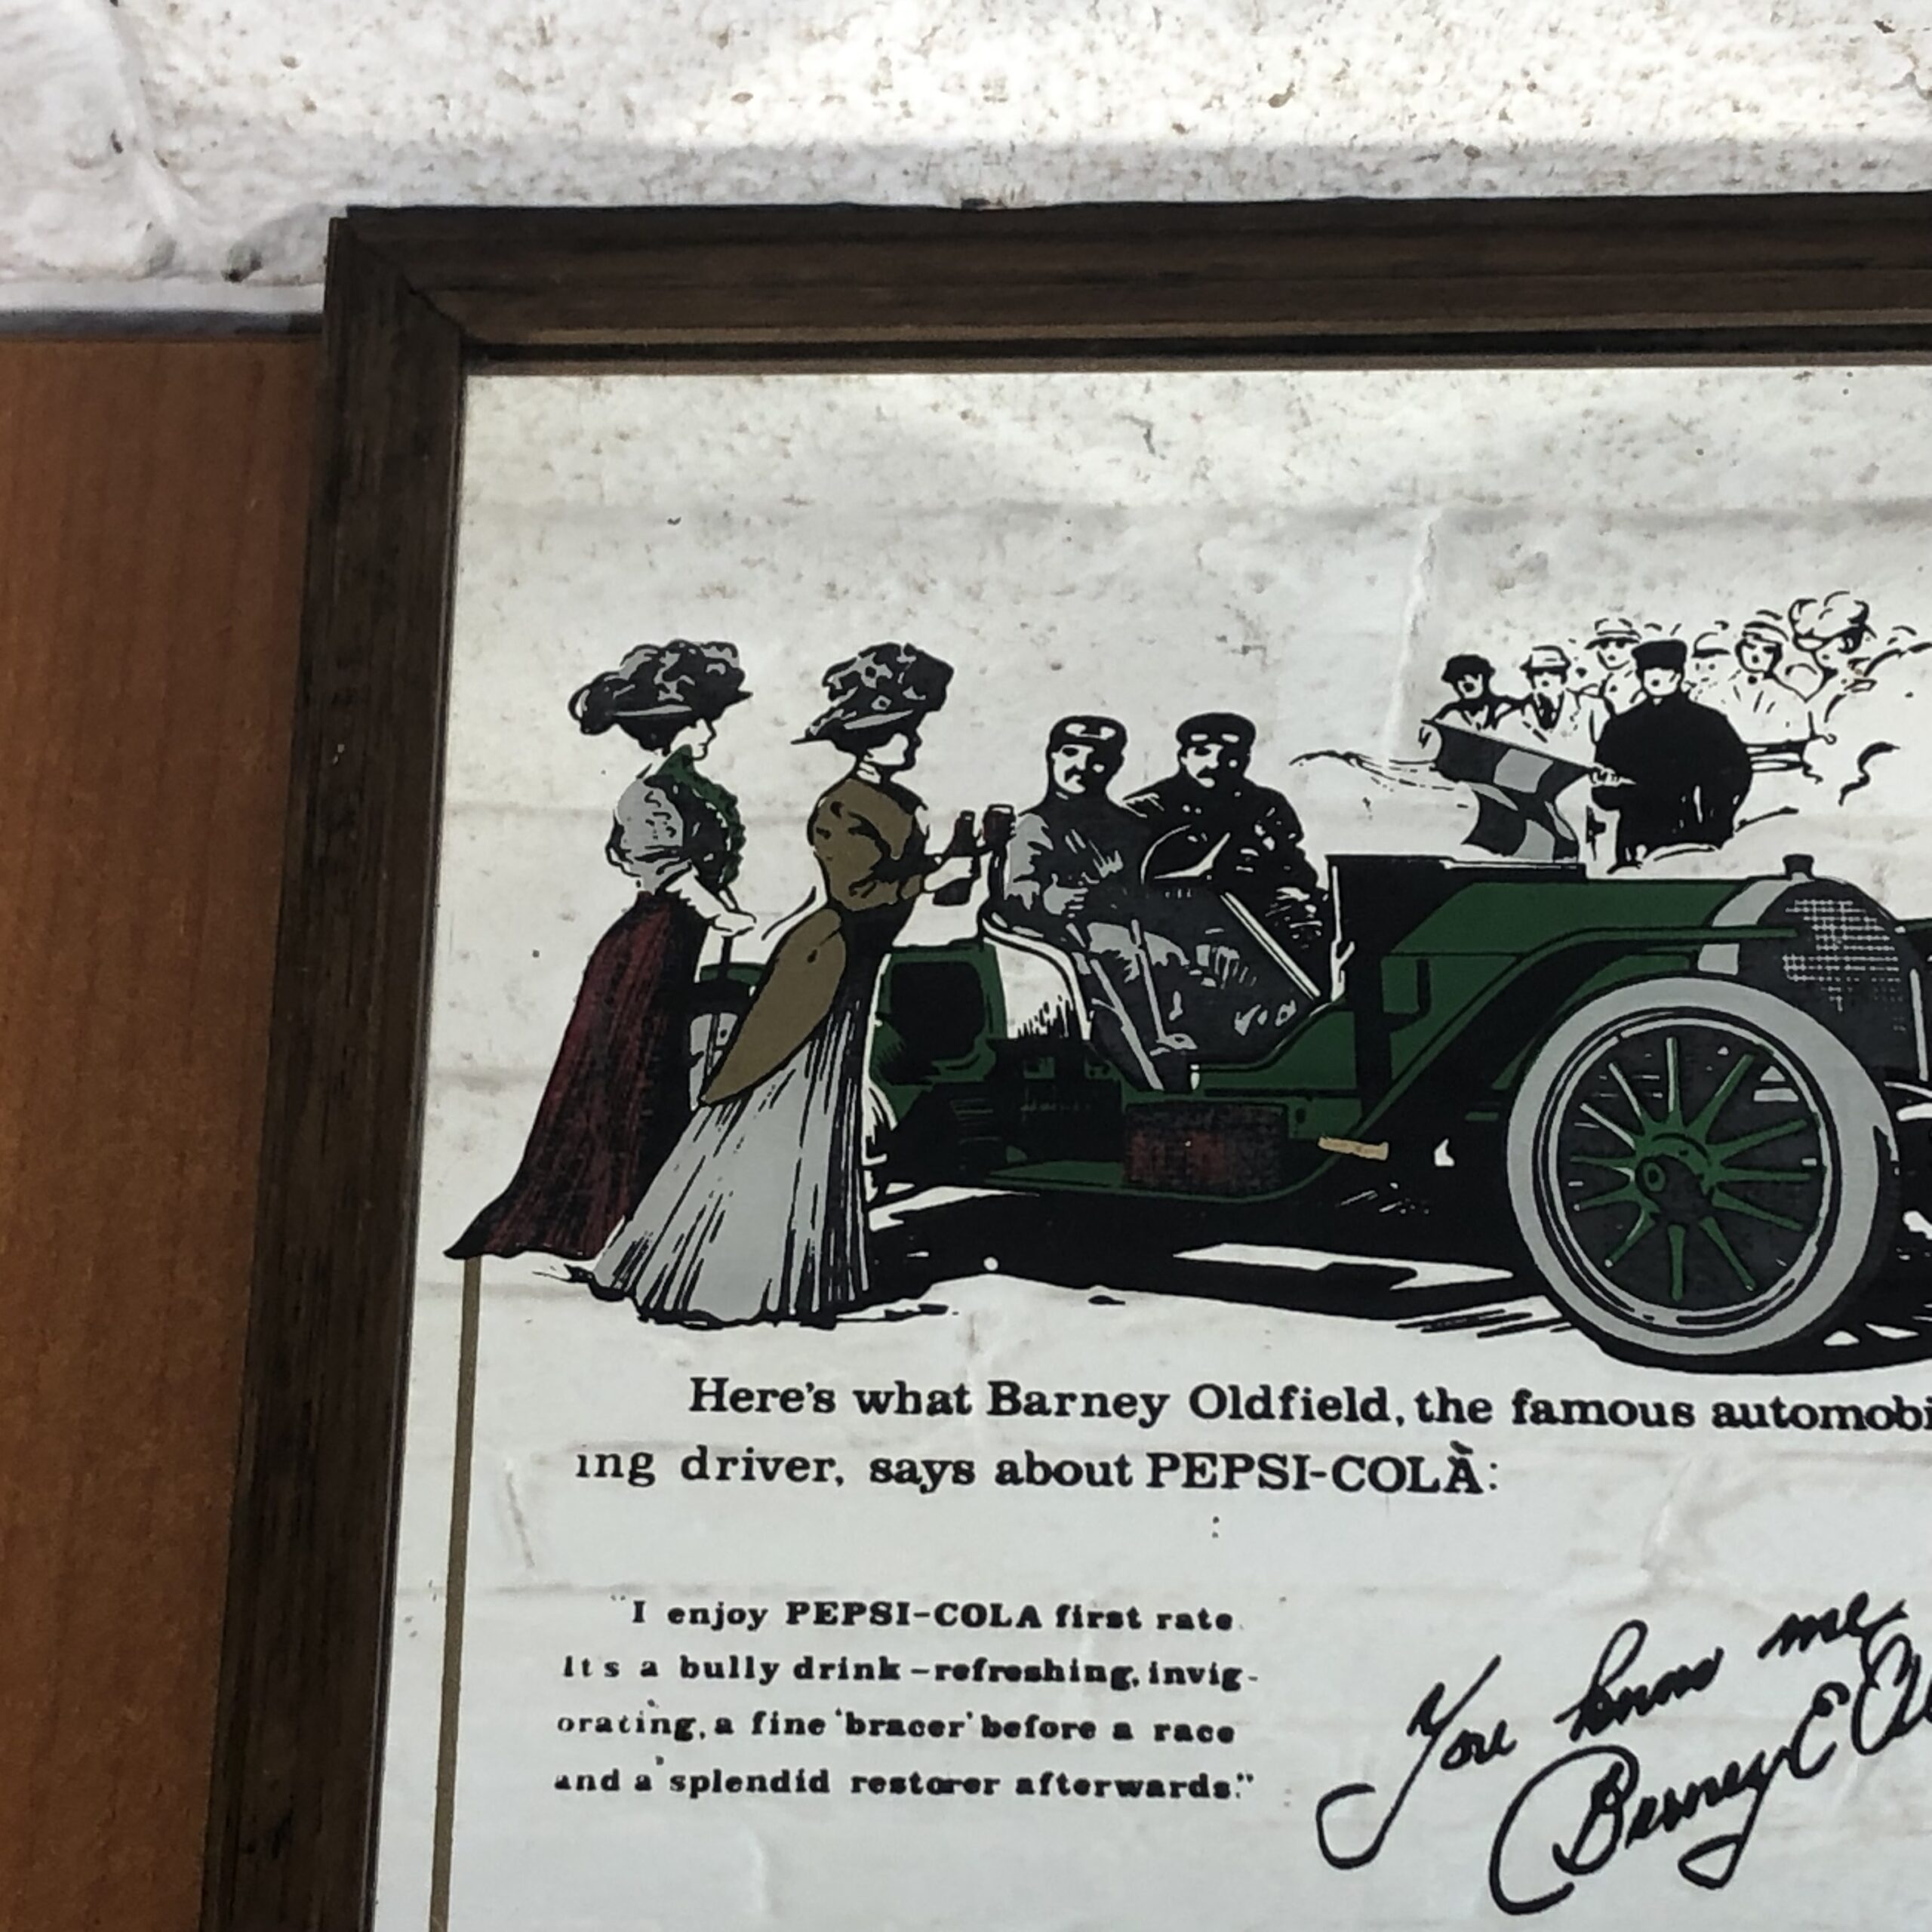 Here's what Barney Oldfield, the famous automobi
ing driver, says about PEPSI-COLA:
"I enjoy PEPSI-COLA first rate.
It's a bully drink-refreshing, invig-
orating, a fine 'bracer' before a race
and a splendid restorer afterwards."
You know me
Barney E Ol